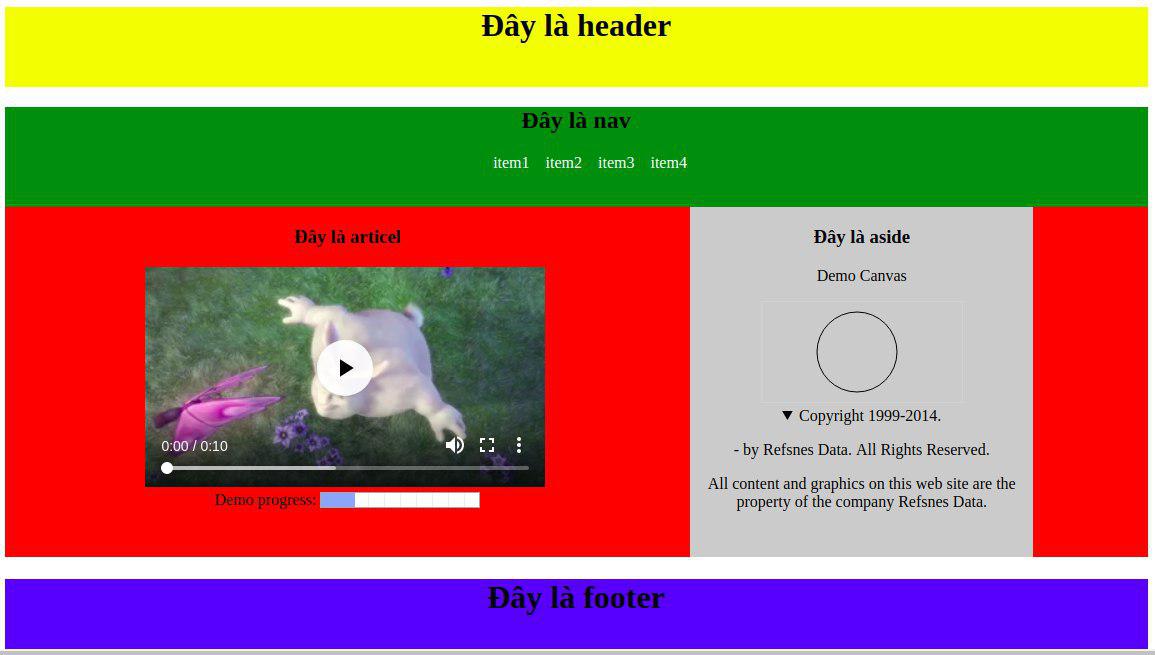 Đây là header
Đây là nav
item1 item2 item3 item4
Đây là articel
0:00 / 0:10
Demo progress:
Đây là aside
Demo Canvas
Copyright 1999-2014.
- by Refsnes Data. All Rights Reserved.
All content and graphics on this web site are the
property of the company Refsnes Data.
Đây là footer